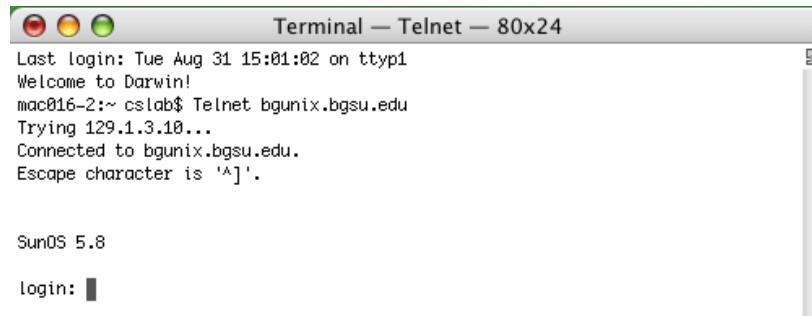 Terminal — Telnet — 80x24
Last login: Tue Aug 31 15:01:02 on ttyp1
Welcome to Darwin!
mac016-2:~ cslab$ Telnet bgunix.bgsu.edu
Trying 129.1.3.10...
Connected to bgunix.bgsu.edu.
Escape character is '^]'.
SunOS 5.8
login: